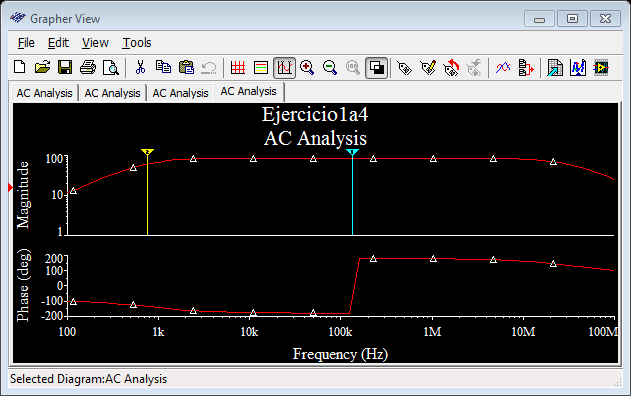 Grapher View
File Edit View Tools
AC Analysis AC Analysis AC Analysis AC Analysis
Ejercicio1a4
AC Analysis
Magnitude
100
10
1
2
1
Phase (deg)
200
100
0
-100
-200
100 1k 10k 100k 1M 10M 100M
Frequency (Hz)
Selected Diagram:AC Analysis